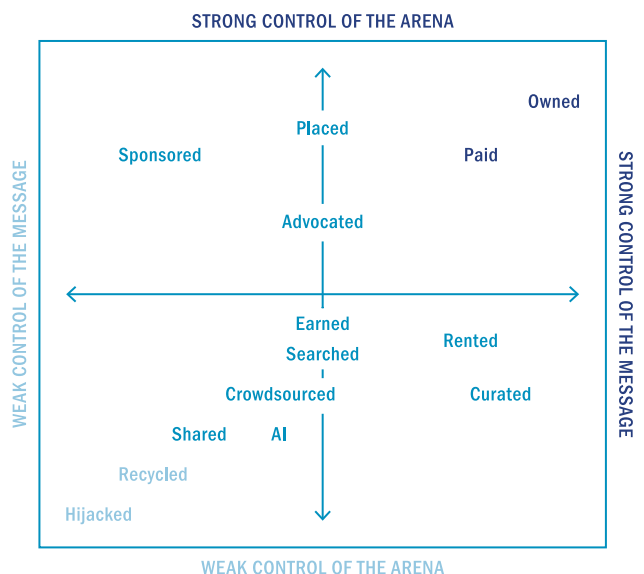 STRONG CONTROL OF THE ARENA
Owned
Placed
Sponsored
Paid
Advocated
WEAK CONTROL OF THE MESSAGE
STRONG CONTROL OF THE MESSAGE
Earned
Rented
Searched
Crowdsourced
Curated
Shared
AI
Recycled
Hijacked
WEAK CONTROL OF THE ARENA